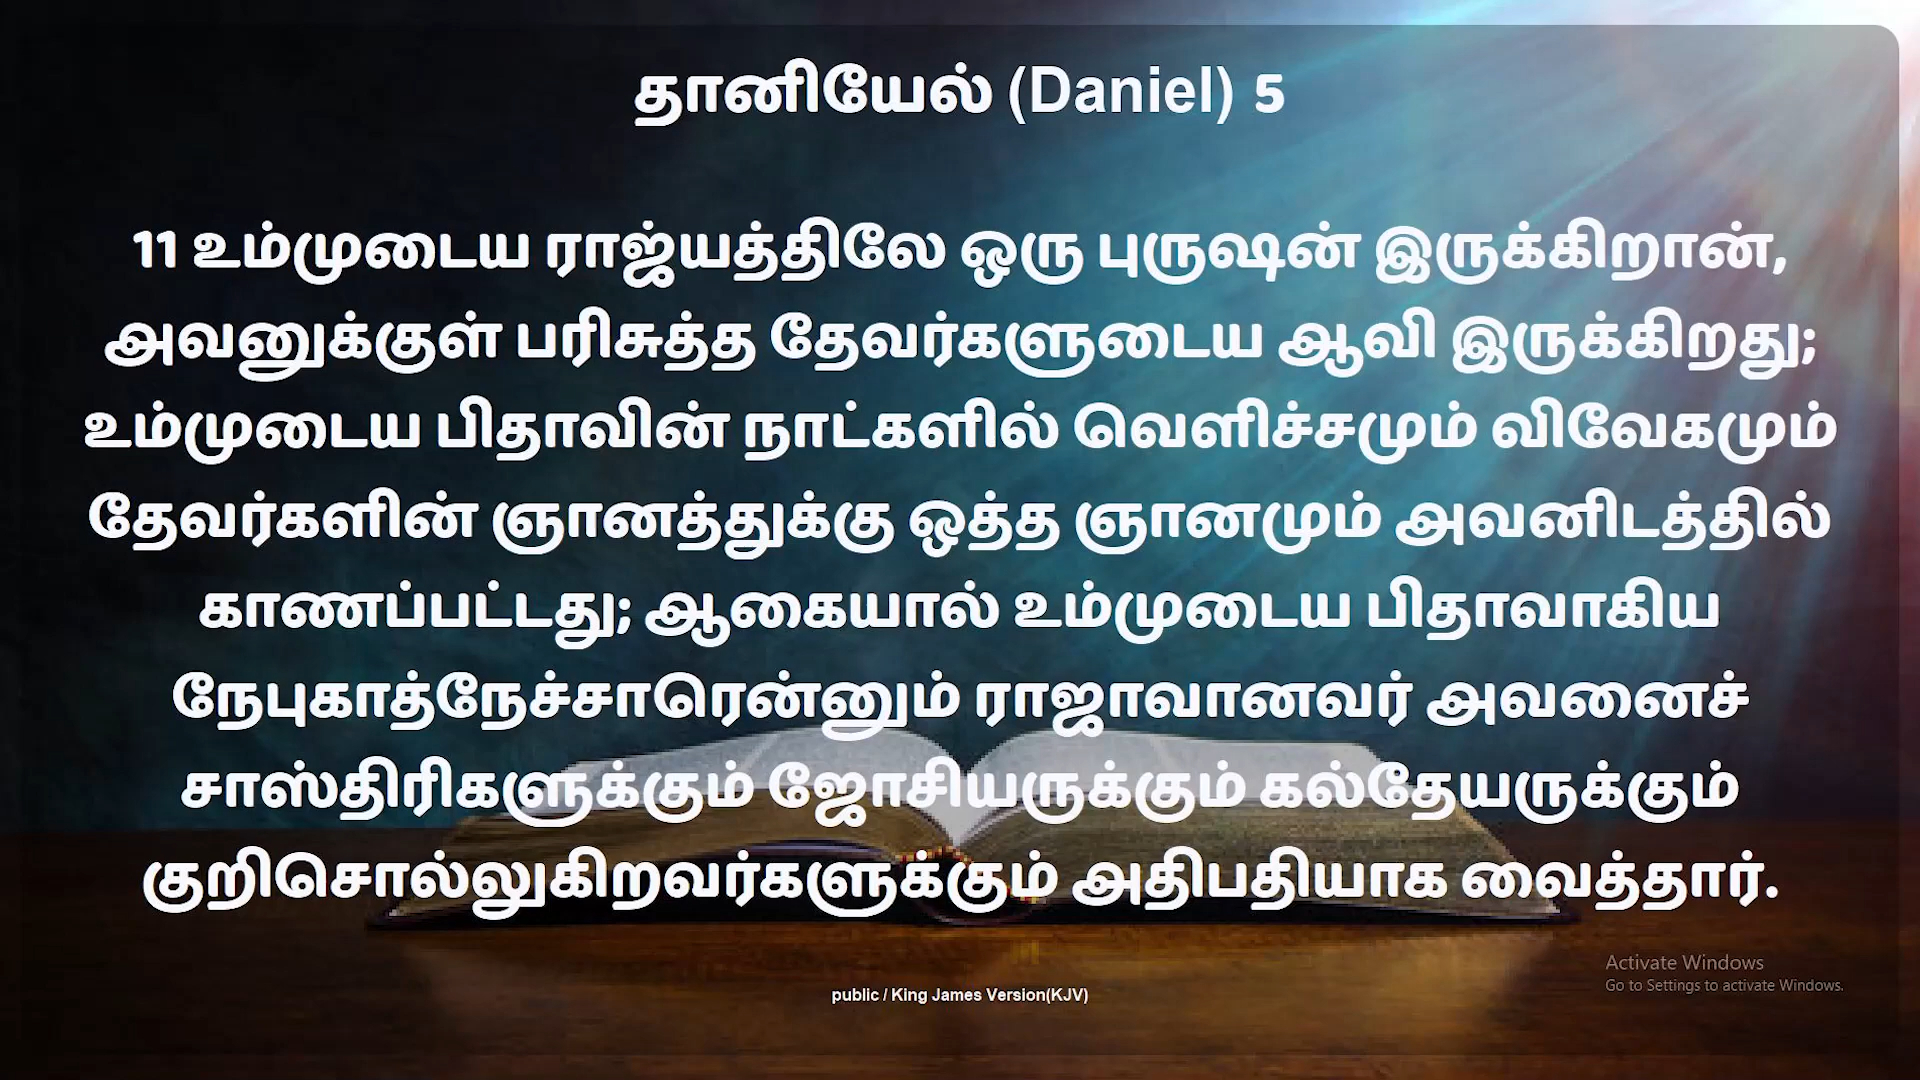 தானியேல் (Daniel) 5
11 உம்முடைய ராஜ்யத்திலே ஒரு புருஷன் இருக்கிறான்,
அவனுக்குள் பரிசுத்த தேவர்களுடைய ஆவி இருக்கிறது;
உம்முடைய பிதாவின் நாட்களில் வெளிச்சமும் விவேகமும்
தேவர்களின் ஞானத்துக்கு ஒத்த ஞானமும் அவனிடத்தில்
காணப்பட்டது; ஆகையால் உம்முடைய பிதாவாகிய
நேபுகாத்நேச்சாரென்னும் ராஜாவானவர் அவனைச்
சாஸ்திரிகளுக்கும் ஜோசியருக்கும் கல்தேயருக்கும்
குறிசொல்லுகிறவர்களுக்கும் அதிபதியாக வைத்தார்.
Activate Windows
Go to Settings to activate Windows.
public / King James Version(KJV)